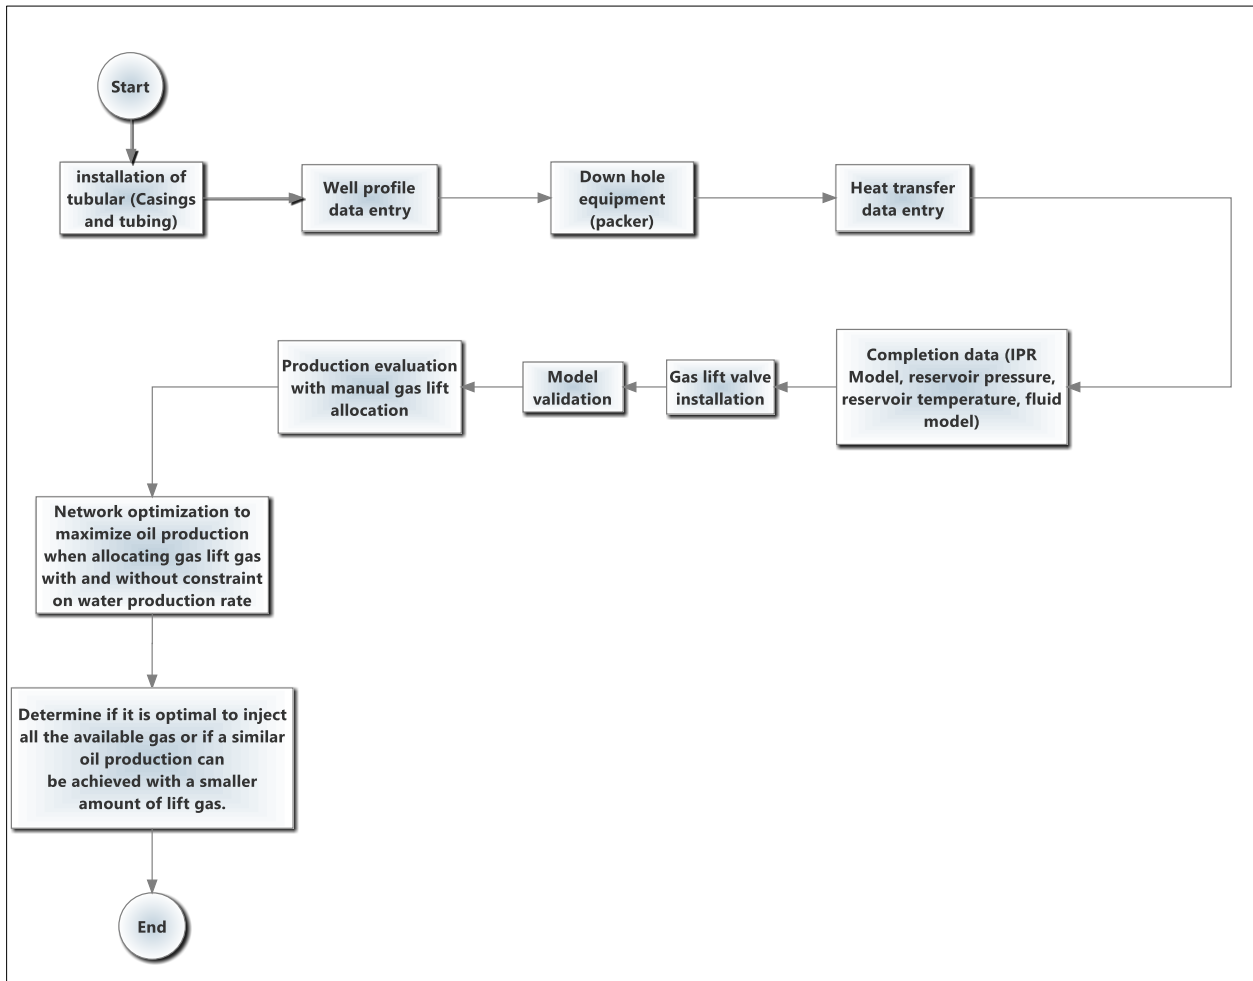 Start
installation of
tubular (Casings
and tubing)
Well profile
data entry
Down hole
equipment
(packer)
Heat transfer
data entry
Completion data (IPR
Model, reservoir pressure,
reservoir temperature, fluid
model)
Gas lift valve
installation
Model
validation
Production evaluation
with manual gas lift
allocation
Network optimization to
maximize oil production
when allocating gas lift gas
with and without constraint
on water production rate
Determine if it is optimal to inject
all the available gas or if a similar
oil production can
be achieved with a smaller
amount of lift gas.
End